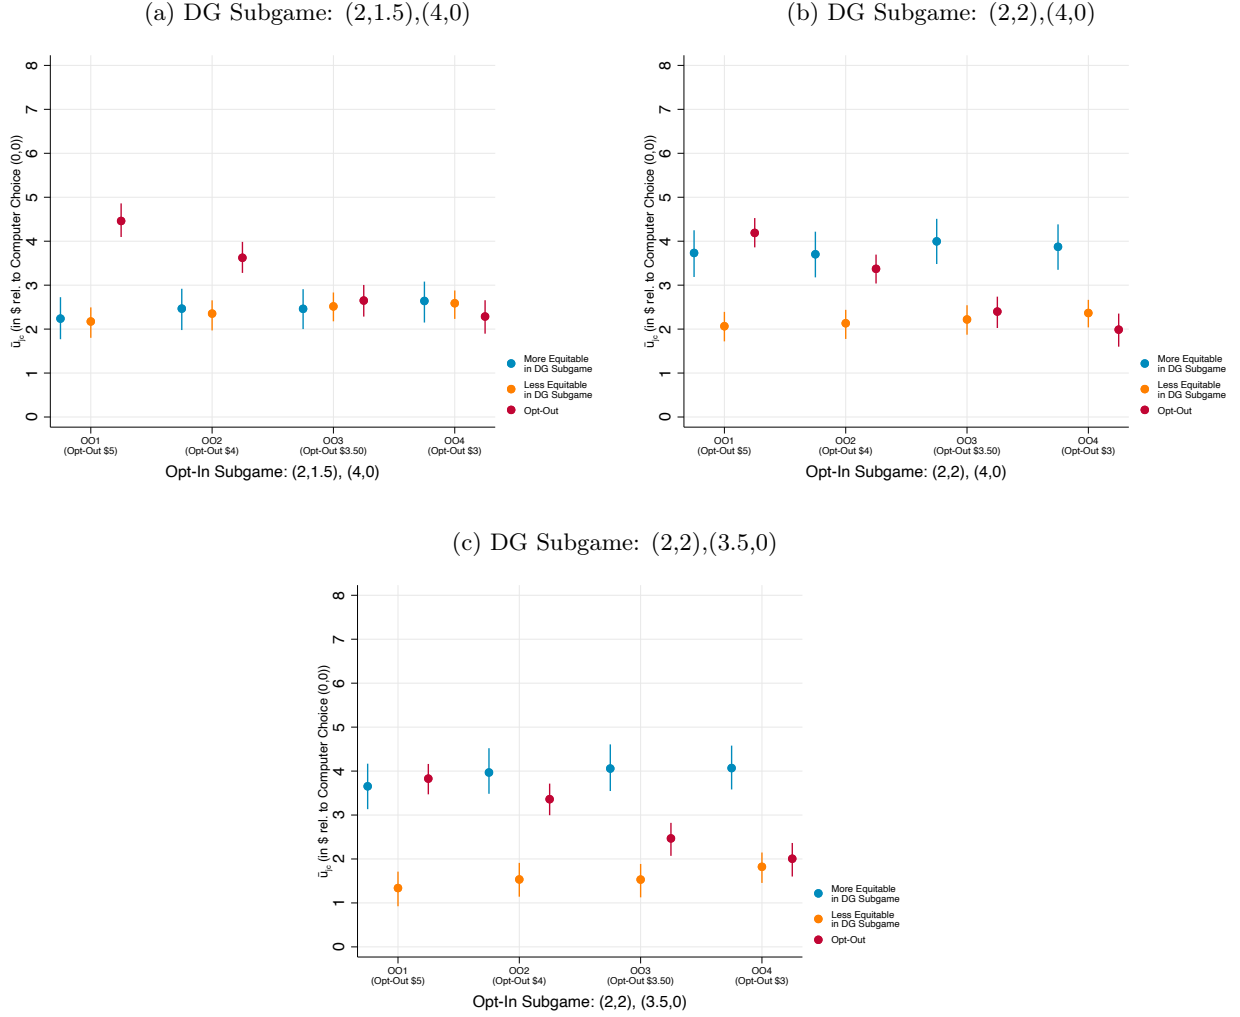 (a) DG Subgame: (2,1.5),(4,0)
8
7
6
5
4
3
2
1
0
ūjc (in $ rel. to Computer Choice (0,0))
OO1
(Opt-Out $5)
OO2
(Opt-Out $4)
OO3
(Opt-Out $3.50)
OO4
(Opt-Out $3)
Opt-In Subgame: (2,1.5), (4,0)
More Equitable
in DG Subgame
Less Equitable
in DG Subgame
Opt-Out
(b) DG Subgame: (2,2),(4,0)
8
7
6
5
4
3
2
1
0
ūjc (in $ rel. to Computer Choice (0,0))
OO1
(Opt-Out $5)
OO2
(Opt-Out $4)
OO3
(Opt-Out $3.50)
OO4
(Opt-Out $3)
Opt-In Subgame: (2,2), (4,0)
More Equitable
in DG Subgame
Less Equitable
in DG Subgame
Opt-Out
(c) DG Subgame: (2,2),(3.5,0)
8
7
6
5
4
3
2
1
0
ūjc (in $ rel. to Computer Choice (0,0))
OO1
(Opt-Out $5)
OO2
(Opt-Out $4)
OO3
(Opt-Out $3.50)
OO4
(Opt-Out $3)
Opt-In Subgame: (2,2), (3.5,0)
More Equitable
in DG Subgame
Less Equitable
in DG Subgame
Opt-Out